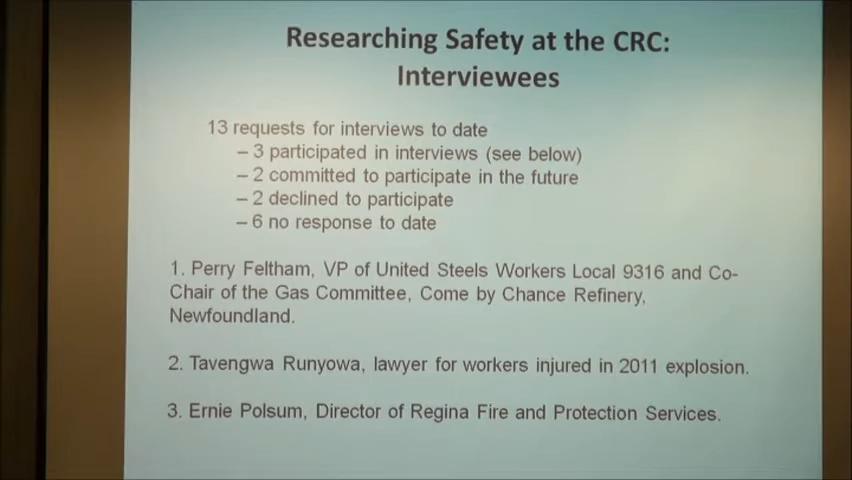 Researching Safety at the CRC:
Interviewees
13 requests for interviews to date
– 3 participated in interviews (see below)
– 2 committed to participate in the future
– 2 declined to participate
– 6 no response to date
1. Perry Feltham, VP of United Steels Workers Local 9316 and Co-
Chair of the Gas Committee, Come by Chance Refinery,
Newfoundland.
2. Tavengwa Runyowa, lawyer for workers injured in 2011 explosion.
3. Ernie Polsum, Director of Regina Fire and Protection Services.